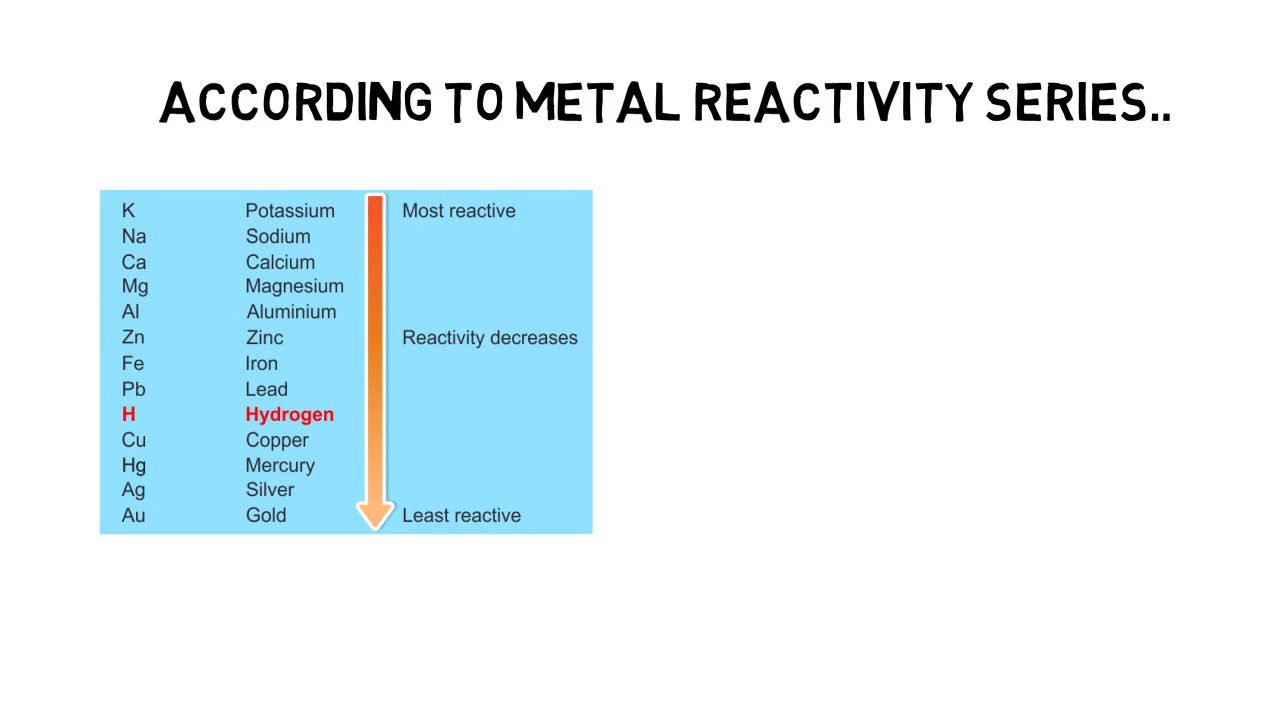 ACCORDING TO METAL REACTIVITY SERIES..
K Potassium Most reactive
Na Sodium
Ca Calcium
Mg Magnesium
Al Aluminium
Zn Zinc Reactivity decreases
Fe Iron
Pb Lead
H Hydrogen
Cu Copper
Hg Mercury
Ag Silver
Au Gold Least reactive